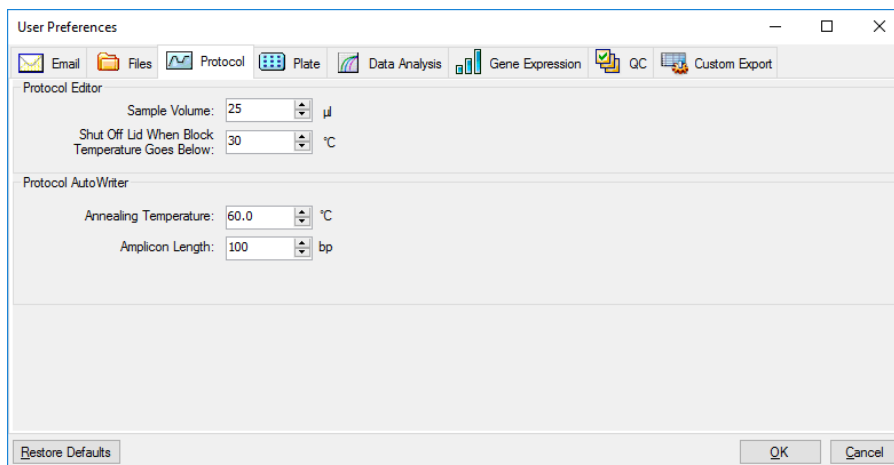 User Preferences
Email Files Protocol Plate Data Analysis Gene Expression QC Custom Export
Protocol Editor
Sample Volume: 25 µl
Shut Off Lid When Block
Temperature Goes Below: 30 °C
Protocol AutoWriter
Annealing Temperature: 60.0 °C
Amplicon Length: 100 bp
Restore Defaults OK Cancel